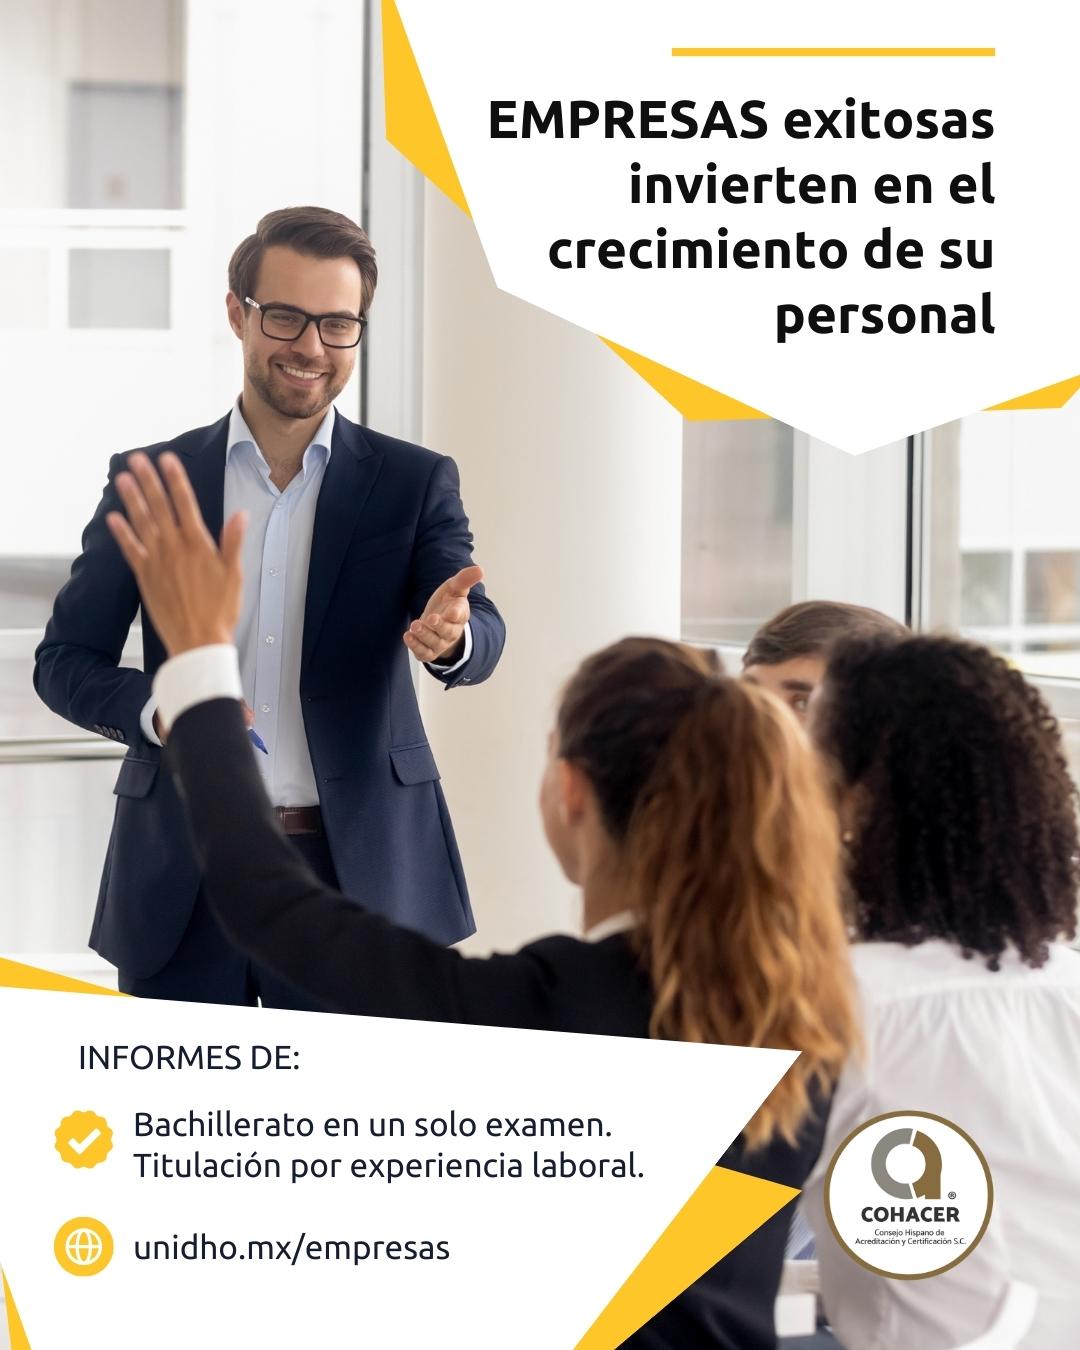 EMPRESAS exitosas
invierten en el
crecimiento de su
personal
INFORMES DE:
Bachillerato en un solo examen.
Titulación por experiencia laboral.
unidho.mx/empresas
®
COHACER
Consejo Hispano de
Acreditación y Certificación S.C.